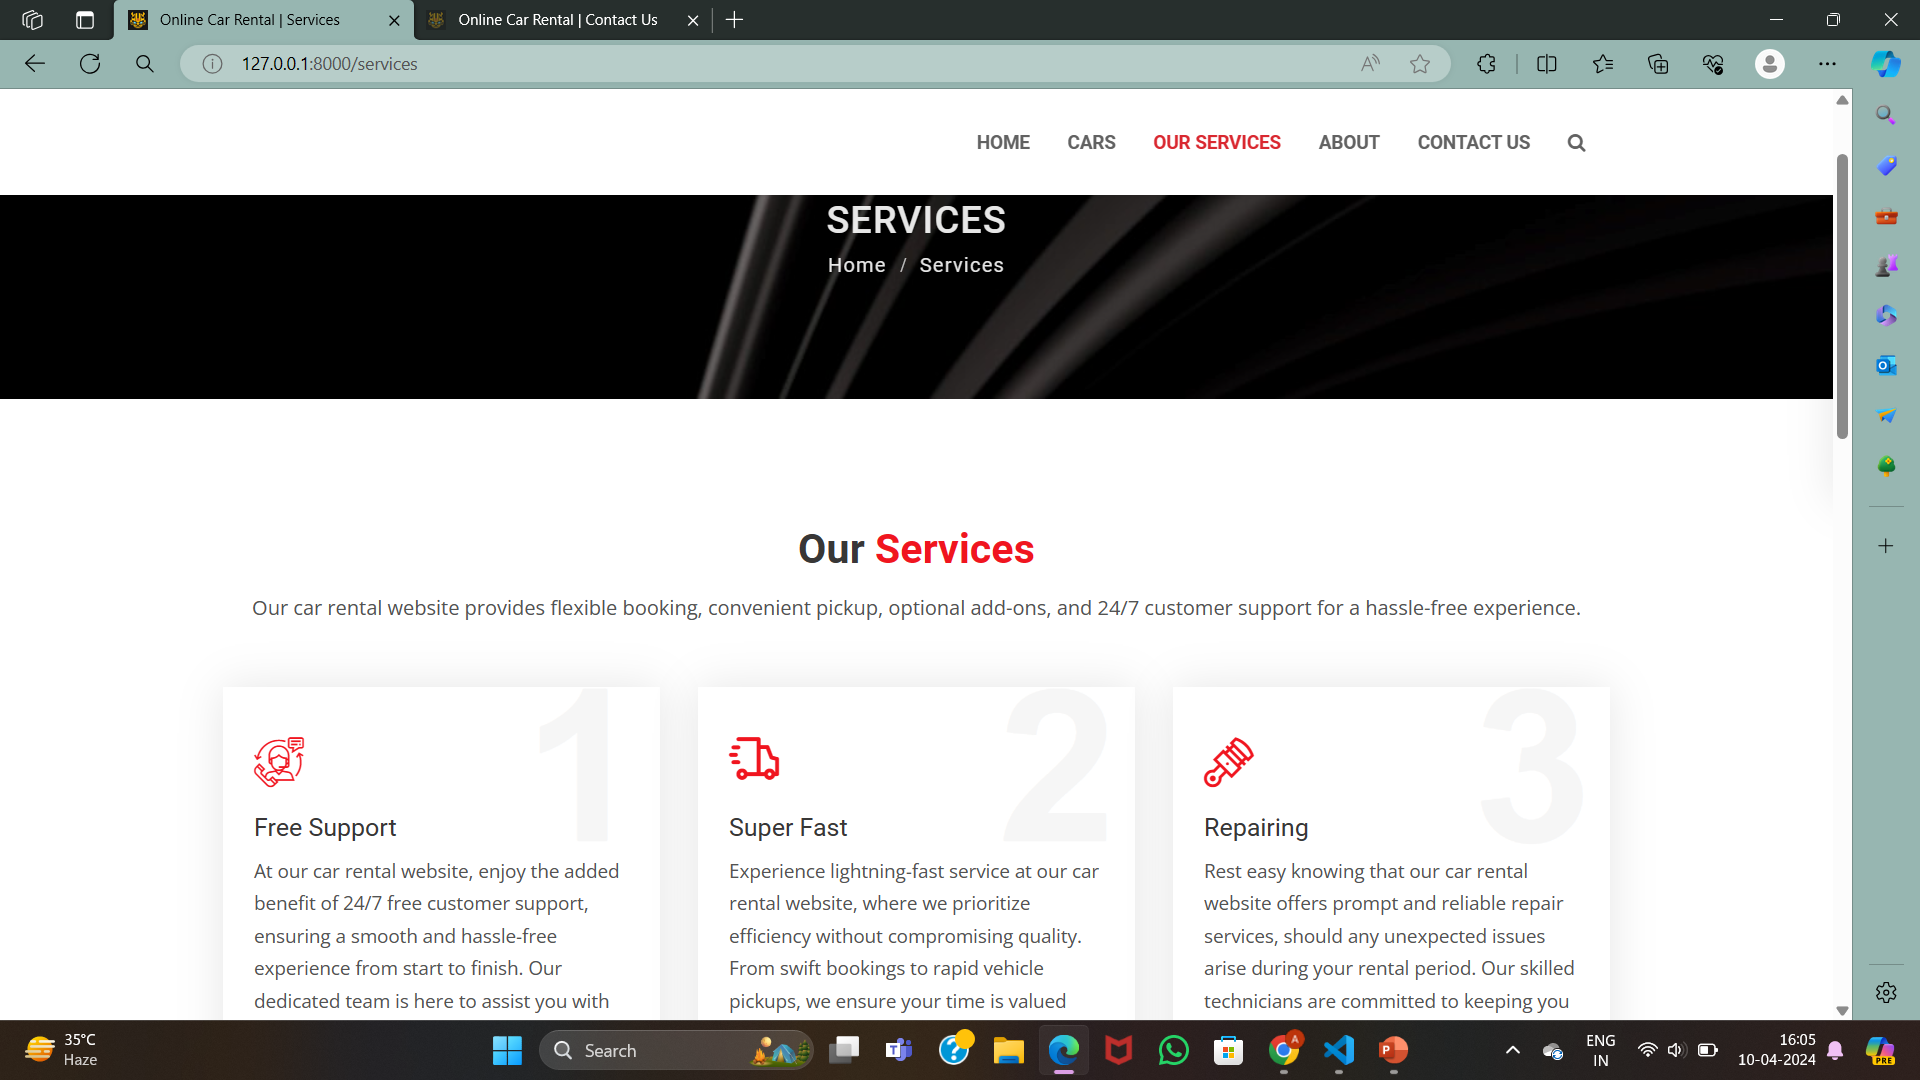 Online Car Rental | Services
Online Car Rental | Contact Us
127.0.0.1:8000/services
HOME CARS OUR SERVICES ABOUT CONTACT US
SERVICES
Home / Services
Our Services
Our car rental website provides flexible booking, convenient pickup, optional add-ons, and 24/7 customer support for a hassle-free experience.
1
Free Support
At our car rental website, enjoy the added
benefit of 24/7 free customer support,
ensuring a smooth and hassle-free
experience from start to finish. Our
dedicated team is here to assist you with
2
Super Fast
Experience lightning-fast service at our car
rental website, where we prioritize
efficiency without compromising quality.
From swift bookings to rapid vehicle
pickups, we ensure your time is valued
3
Repairing
Rest easy knowing that our car rental
website offers prompt and reliable repair
services, should any unexpected issues
arise during your rental period. Our skilled
technicians are committed to keeping you
35°C
Haze
Search
ENG
IN
16:05
10-04-2024
PRE